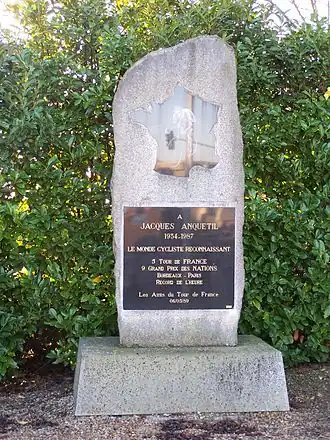 A
JACQUES ANQUETIL
1934-1987
LE MONDE CYCLISTE RECONNAISSANT
5 TOUR DE FRANCE
9 GRAND PRIX DES NATIONS
BORDEAUX - PARIS
RECORD DE L'HEURE
Les Amis du Tour de France
06/05/89